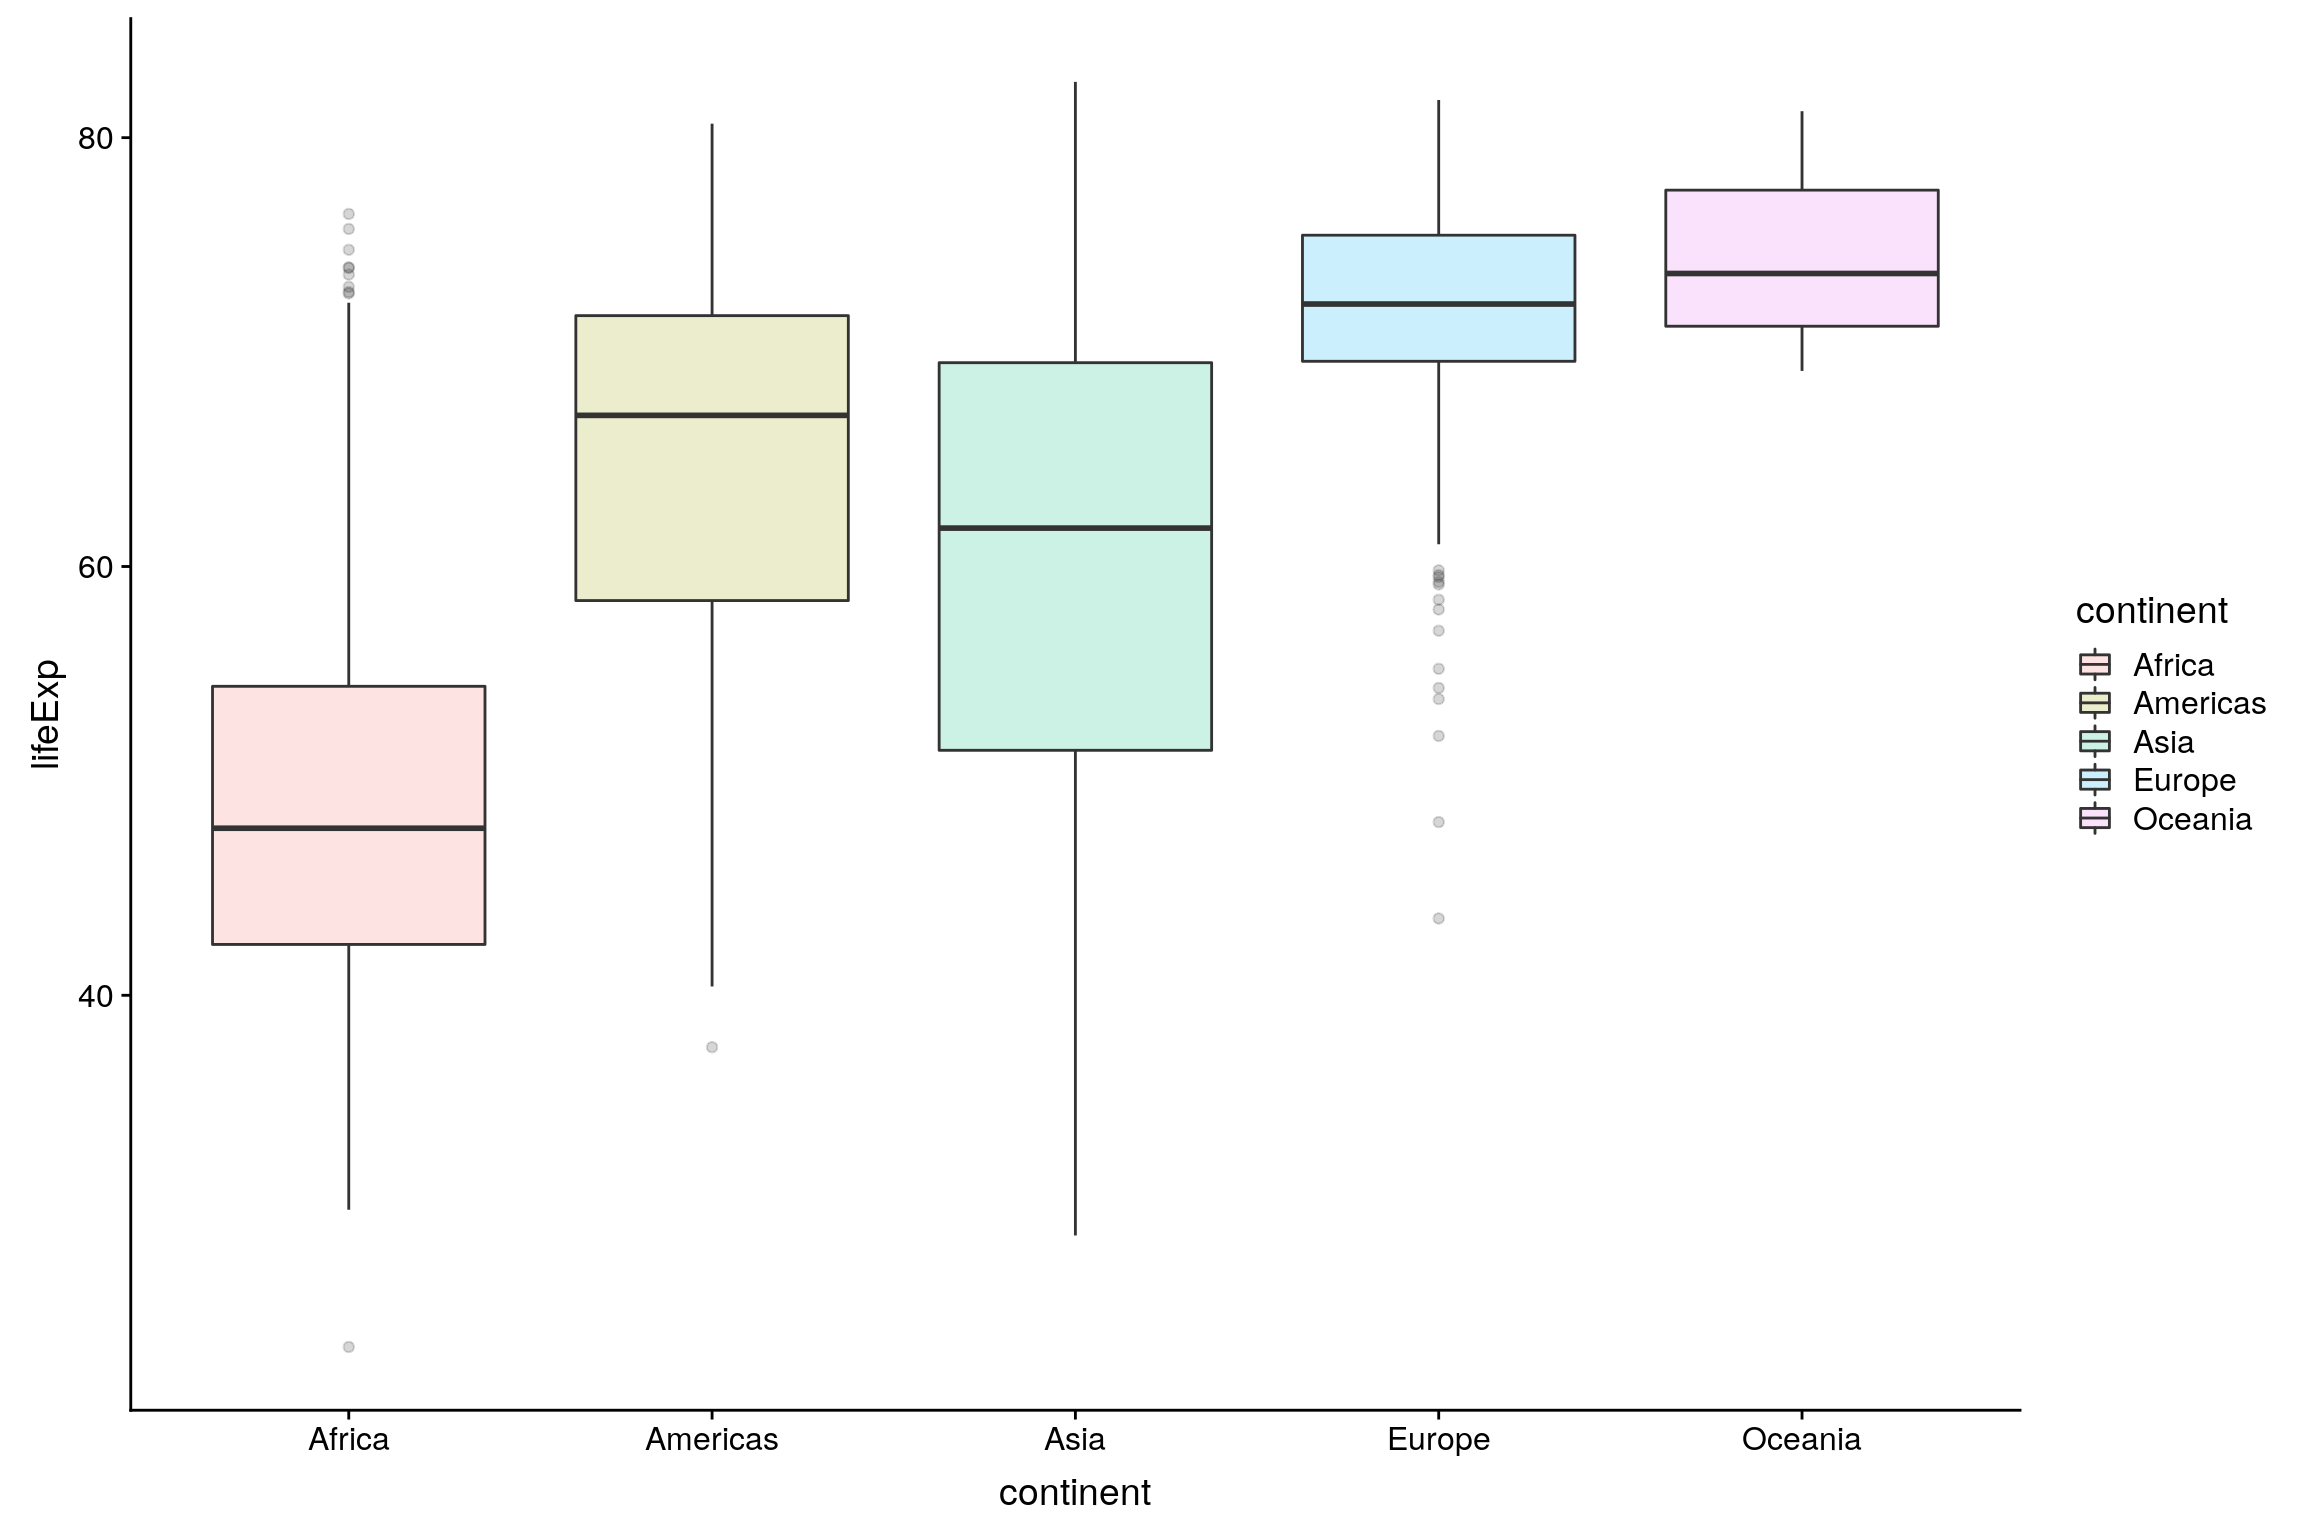 80
60
40
lifeExp
Africa
Americas
Asia
Europe
Oceania
continent
continent
Africa
Americas
Asia
Europe
Oceania